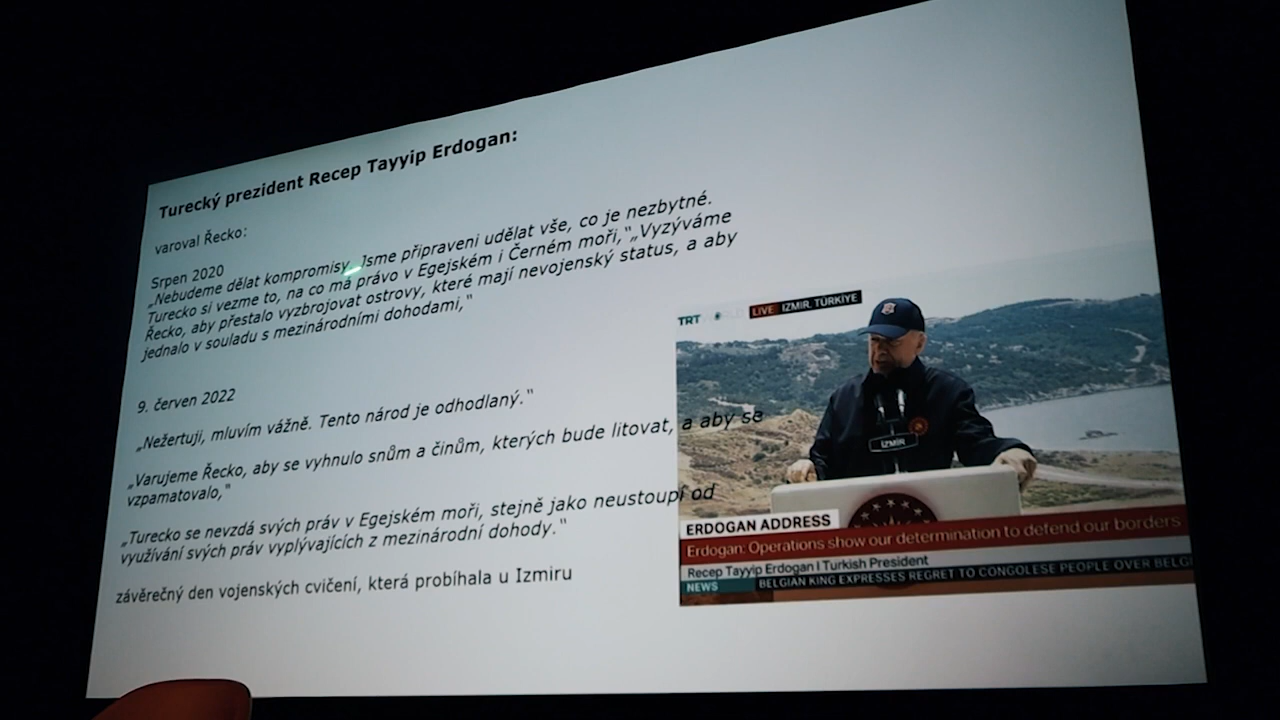 Turecký prezident Recep Tayyip Erdogan:
varoval Řecko:
Srpen 2020
„Nebudeme dělat kompromisy. Jsme připraveni udělat vše, co je nezbytné.
Turecko si vezme to, na co má právo v Egejském i Černém moři,“„Vyzýváme
Řecko, aby přestalo vyzbrojovat ostrovy, které mají nevojenský status, a aby
jednalo v souladu s mezinárodními dohodami,“
9. červen 2022
„Nežertuji, mluvím vážně. Tento národ je odhodlaný.“
„Varujeme Řecko, aby se vyhnulo snům a činům, kterých bude litovat, a aby se
vzpamatovalo,“
„Turecko se nevzdá svých práv v Egejském moři, stejně jako neustoupí od
využívání svých práv vyplývajících z mezinárodní dohody.“
závěrečný den vojenských cvičení, která probíhala u Izmiru
TRT WORLD
LIVE IZMIR, TÜRKİYE
IZMİR
ERDOGAN ADDRESS
Erdogan: Operations show our determination to defend our borders
Recep Tayyip Erdogan I Turkish President
NEWS BELGIAN KING EXPRESSES REGRET TO CONGOLESE PEOPLE OVER BELGI